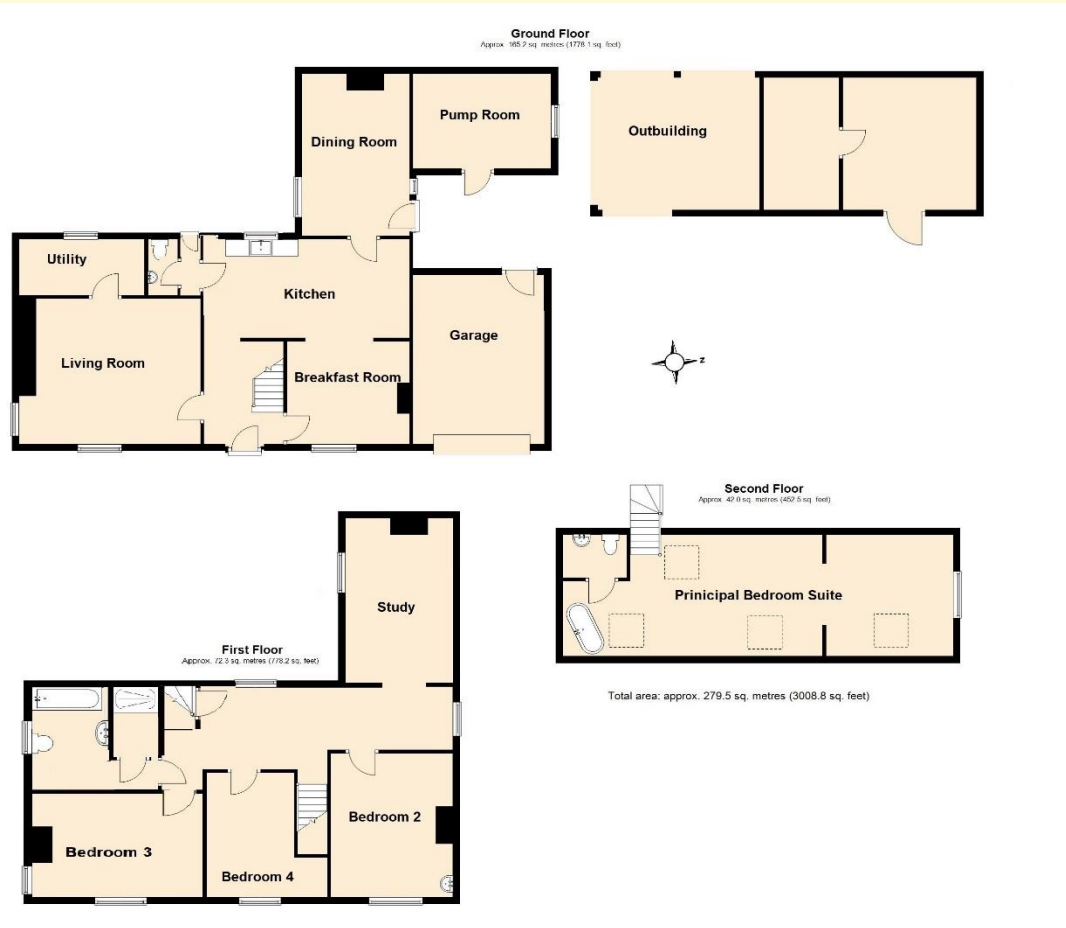 Ground Floor
Approx. 165.2 sq. metres (1778.1 sq. feet)
Dining Room
Pump Room
Outbuilding
Utility
Kitchen
Living Room
Breakfast Room
Garage
Z
Second Floor
Approx. 42.0 sq. metres (452.5 sq. feet)
Prinicipal Bedroom Suite
Total area: approx. 279.5 sq. metres (3008.8 sq. feet)
First Floor
Approx. 72.3 sq. metres (778.2 sq. feet)
Study
Bedroom 2
Bedroom 3
Bedroom 4